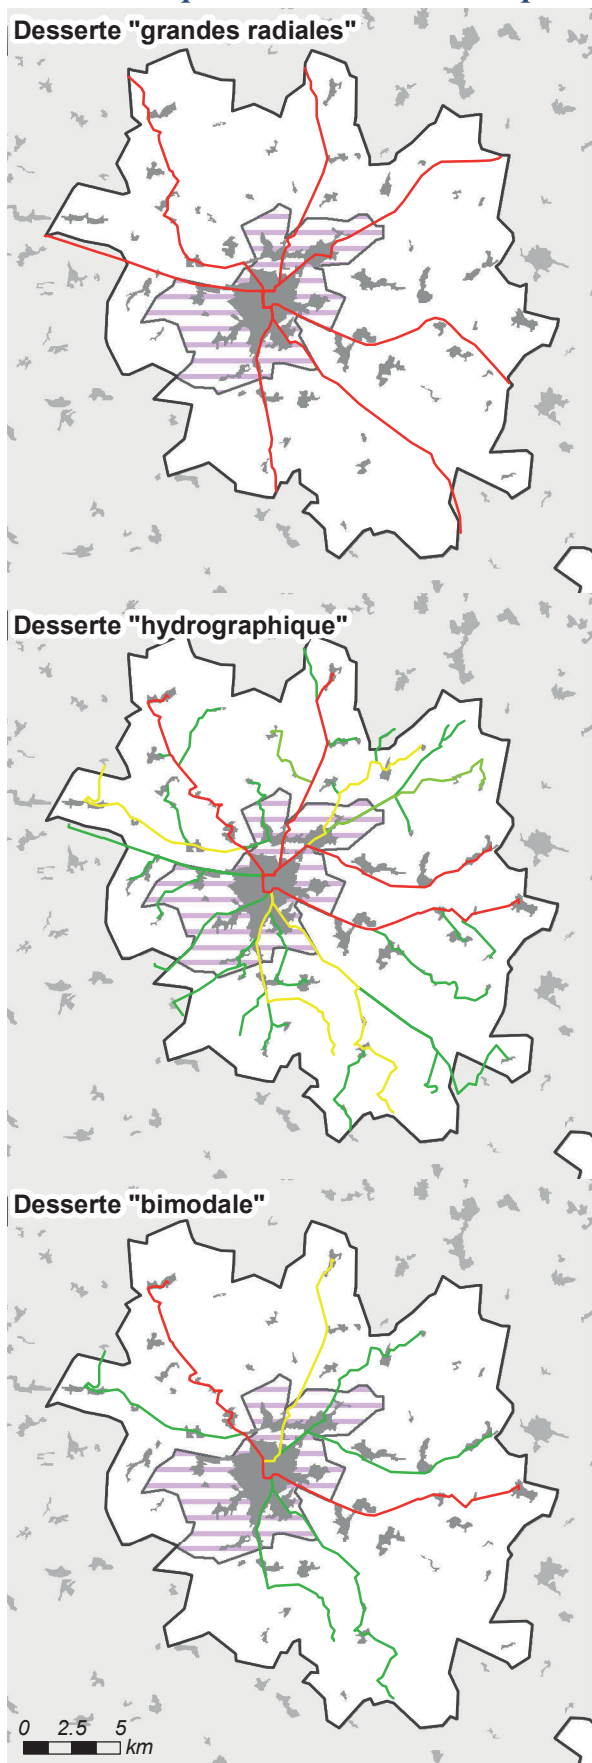 Desserte "grandes radiales"
Desserte "hydrographique"
Desserte "bimodale"
0 2.5 5
km